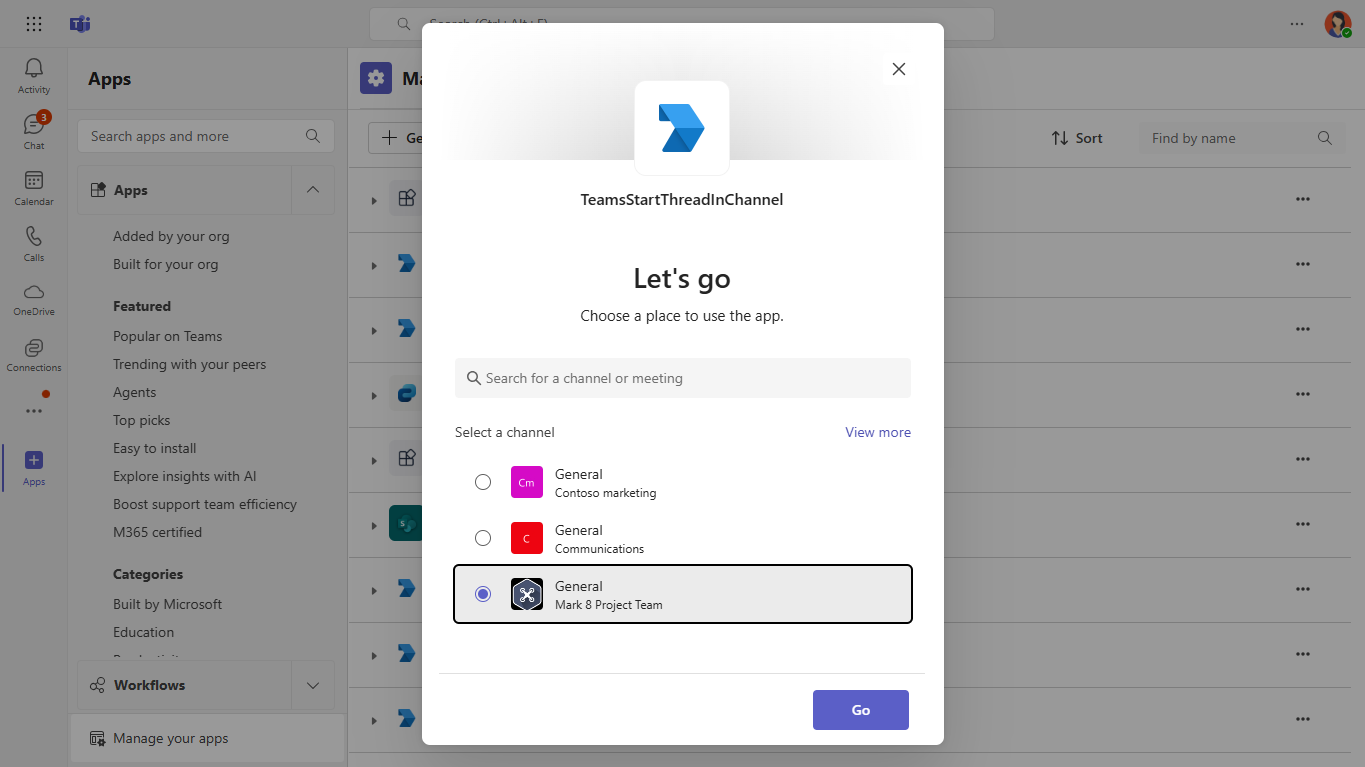 Search (Ctrl+Alt+E)
Activity
3
Chat
Calendar
Calls
OneDrive
Connections
Apps
Apps
Search apps and more
Apps
Added by your org
Built for your org
Featured
Popular on Teams
Trending with your peers
Agents
Top picks
Easy to install
Explore insights with AI
Boost support team efficiency
M365 certified
Categories
Built by Microsoft
Education
Workflows
Manage your apps
Sort
Find by name
TeamsStartThreadInChannel
Let's go
Choose a place to use the app.
Search for a channel or meeting
Select a channel
View more
Cm
General
Contoso marketing
C
General
Communications
General
Mark 8 Project Team
Go